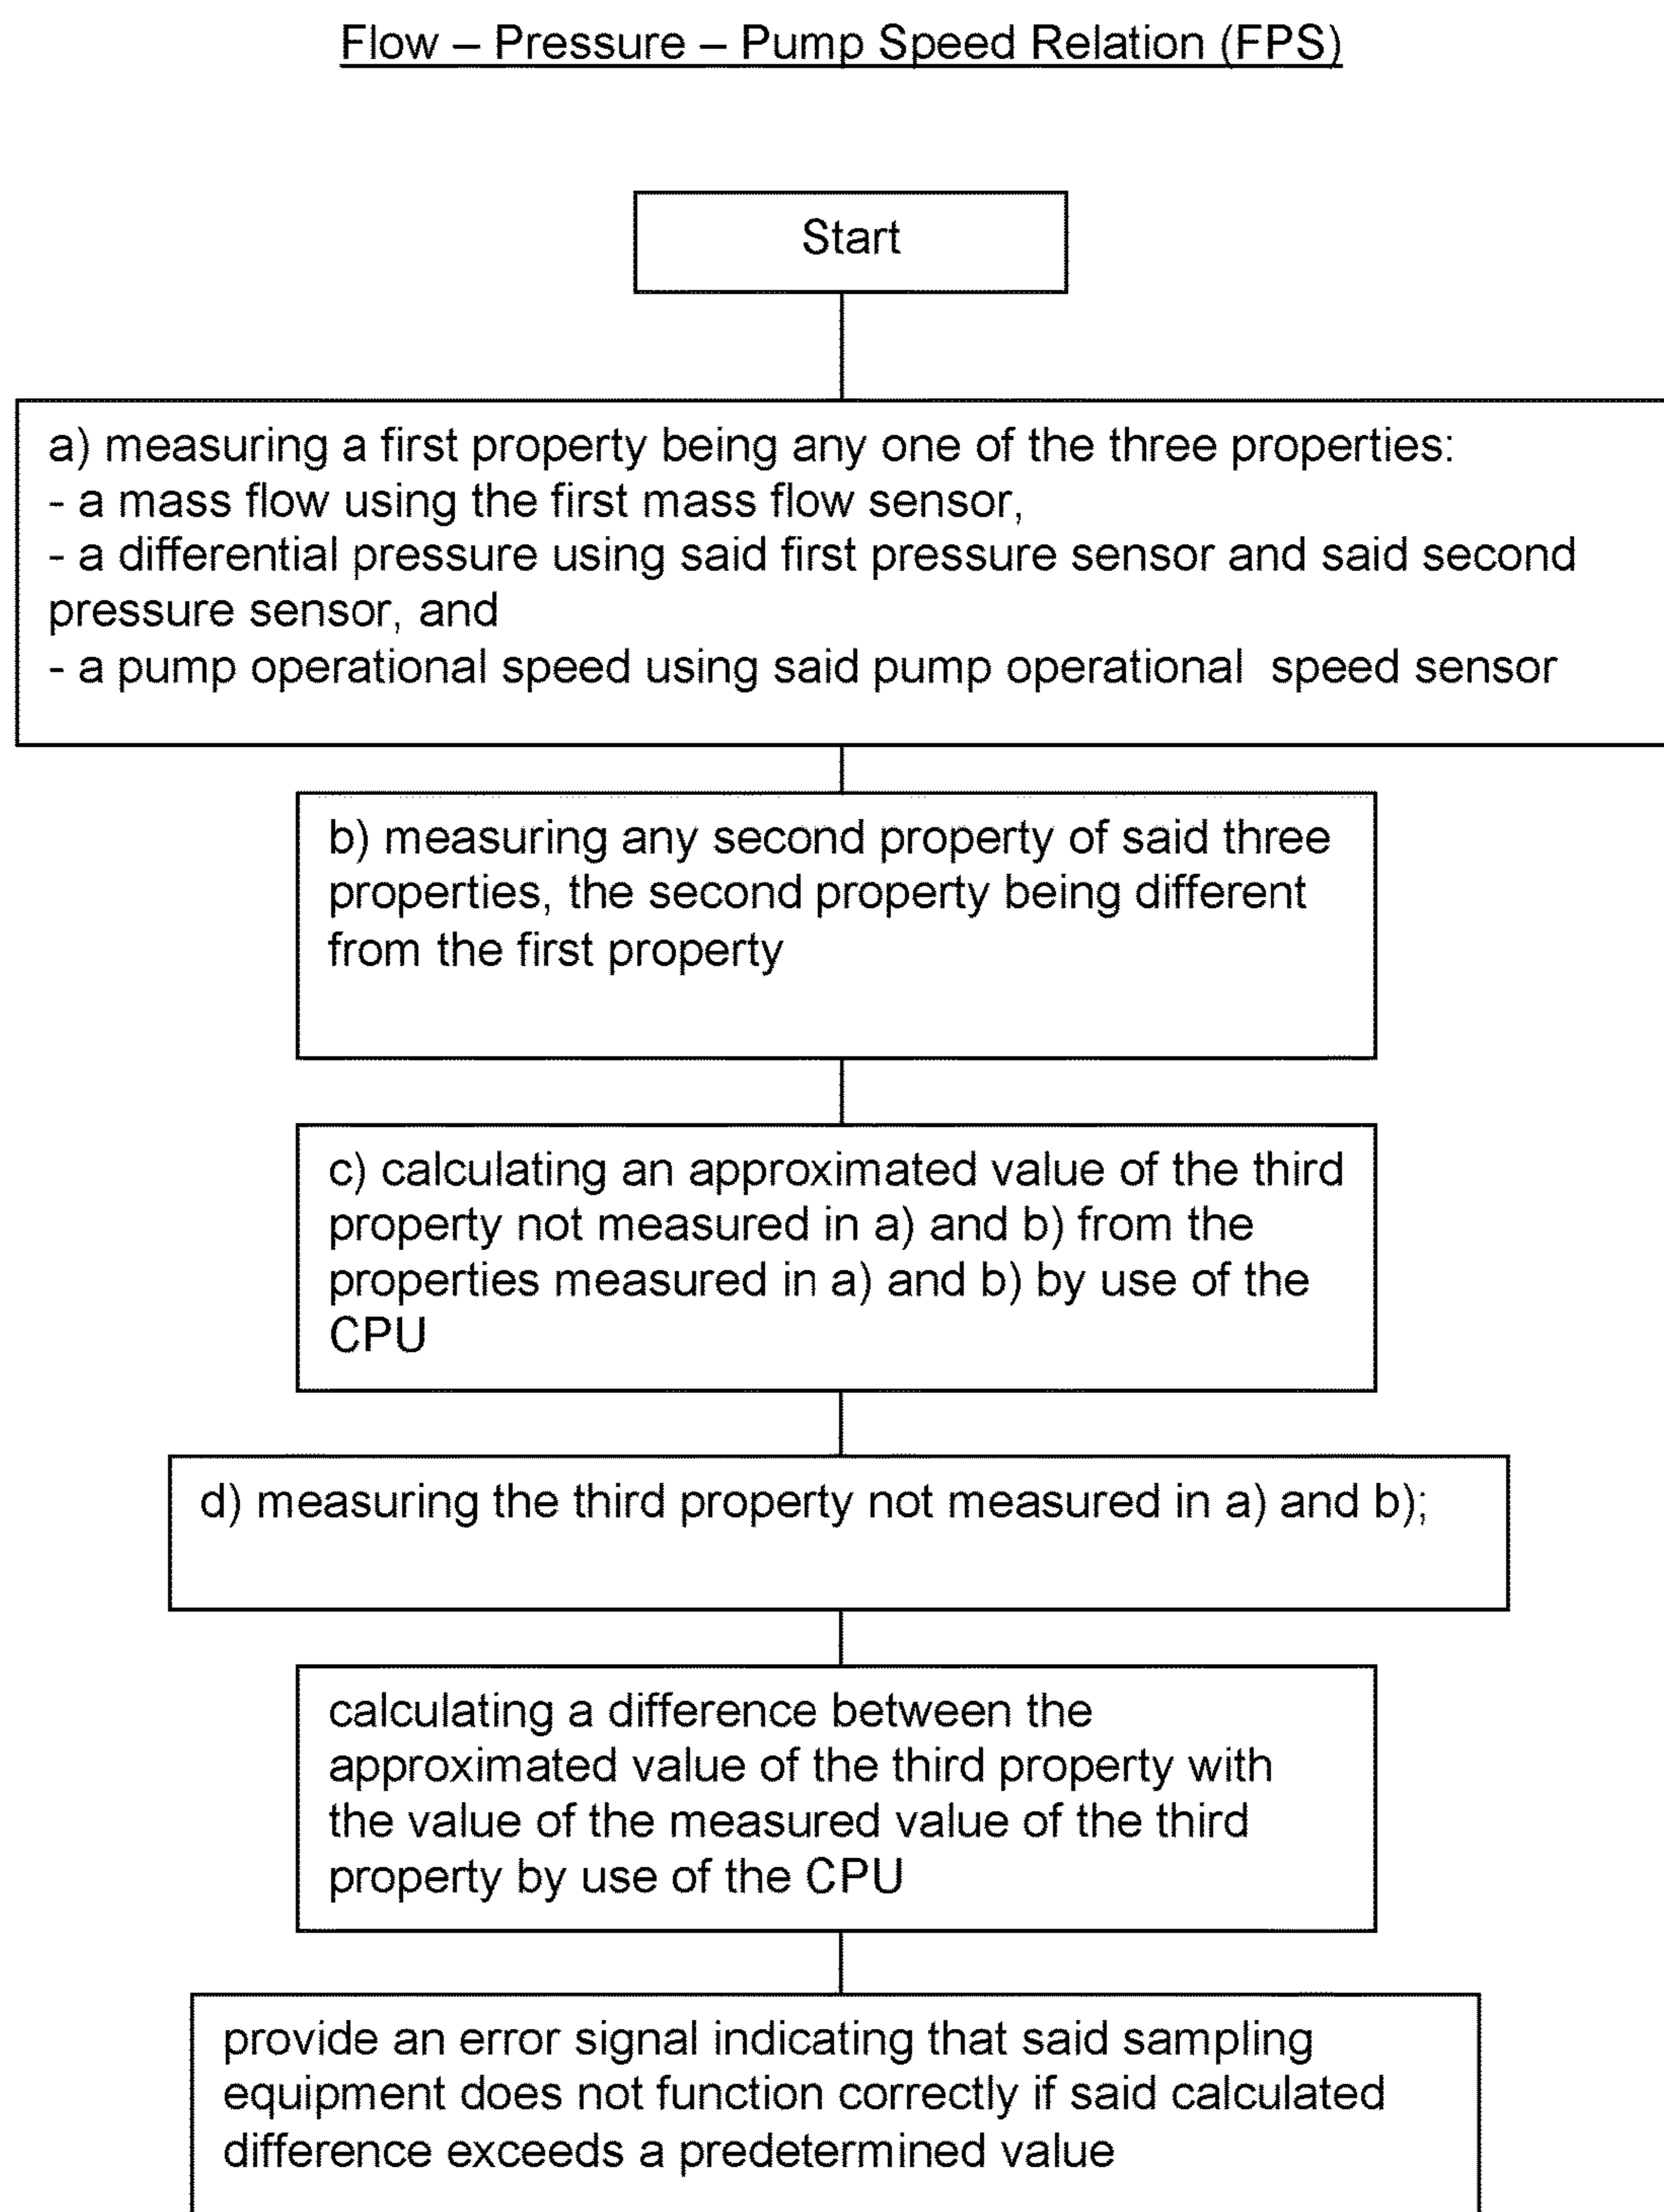 Flow – Pressure – Pump Speed Relation (FPS)
Start
a) measuring a first property being any one of the three properties:
- a mass flow using the first mass flow sensor,
- a differential pressure using said first pressure sensor and said second
pressure sensor, and
- a pump operational speed using said pump operational speed sensor
b) measuring any second property of said three
properties, the second property being different
from the first property
c) calculating an approximated value of the third
property not measured in a) and b) from the
properties measured in a) and b) by use of the
CPU
d) measuring the third property not measured in a) and b);
calculating a difference between the
approximated value of the third property with
the value of the measured value of the third
property by use of the CPU
provide an error signal indicating that said sampling
equipment does not function correctly if said calculated
difference exceeds a predetermined value